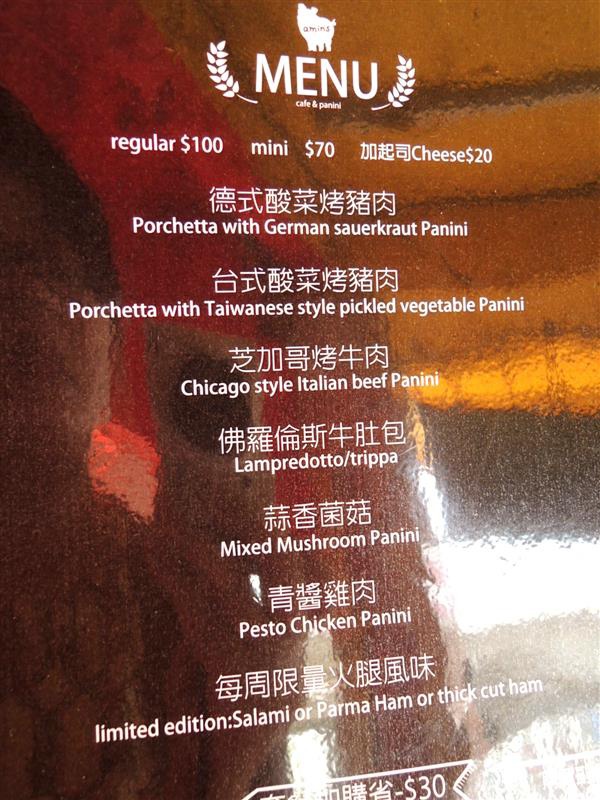 amins
MENU
cafe & panini
regular $100 mini $70 加起司Cheese$20
德式酸菜烤豬肉
Porchetta with German sauerkraut Panini
台式酸菜烤豬肉
Porchetta with Taiwanese style pickled vegetable Panini
芝加哥烤牛肉
Chicago style Italian beef Panini
佛羅倫斯牛肚包
Lampredotto/trippa
蒜香菌菇
Mixed Mushroom Panini
青醬雞肉
Pesto Chicken Panini
每周限量火腿風味
limited edition:Salami or Parma Ham or thick cut ham
購省-$30